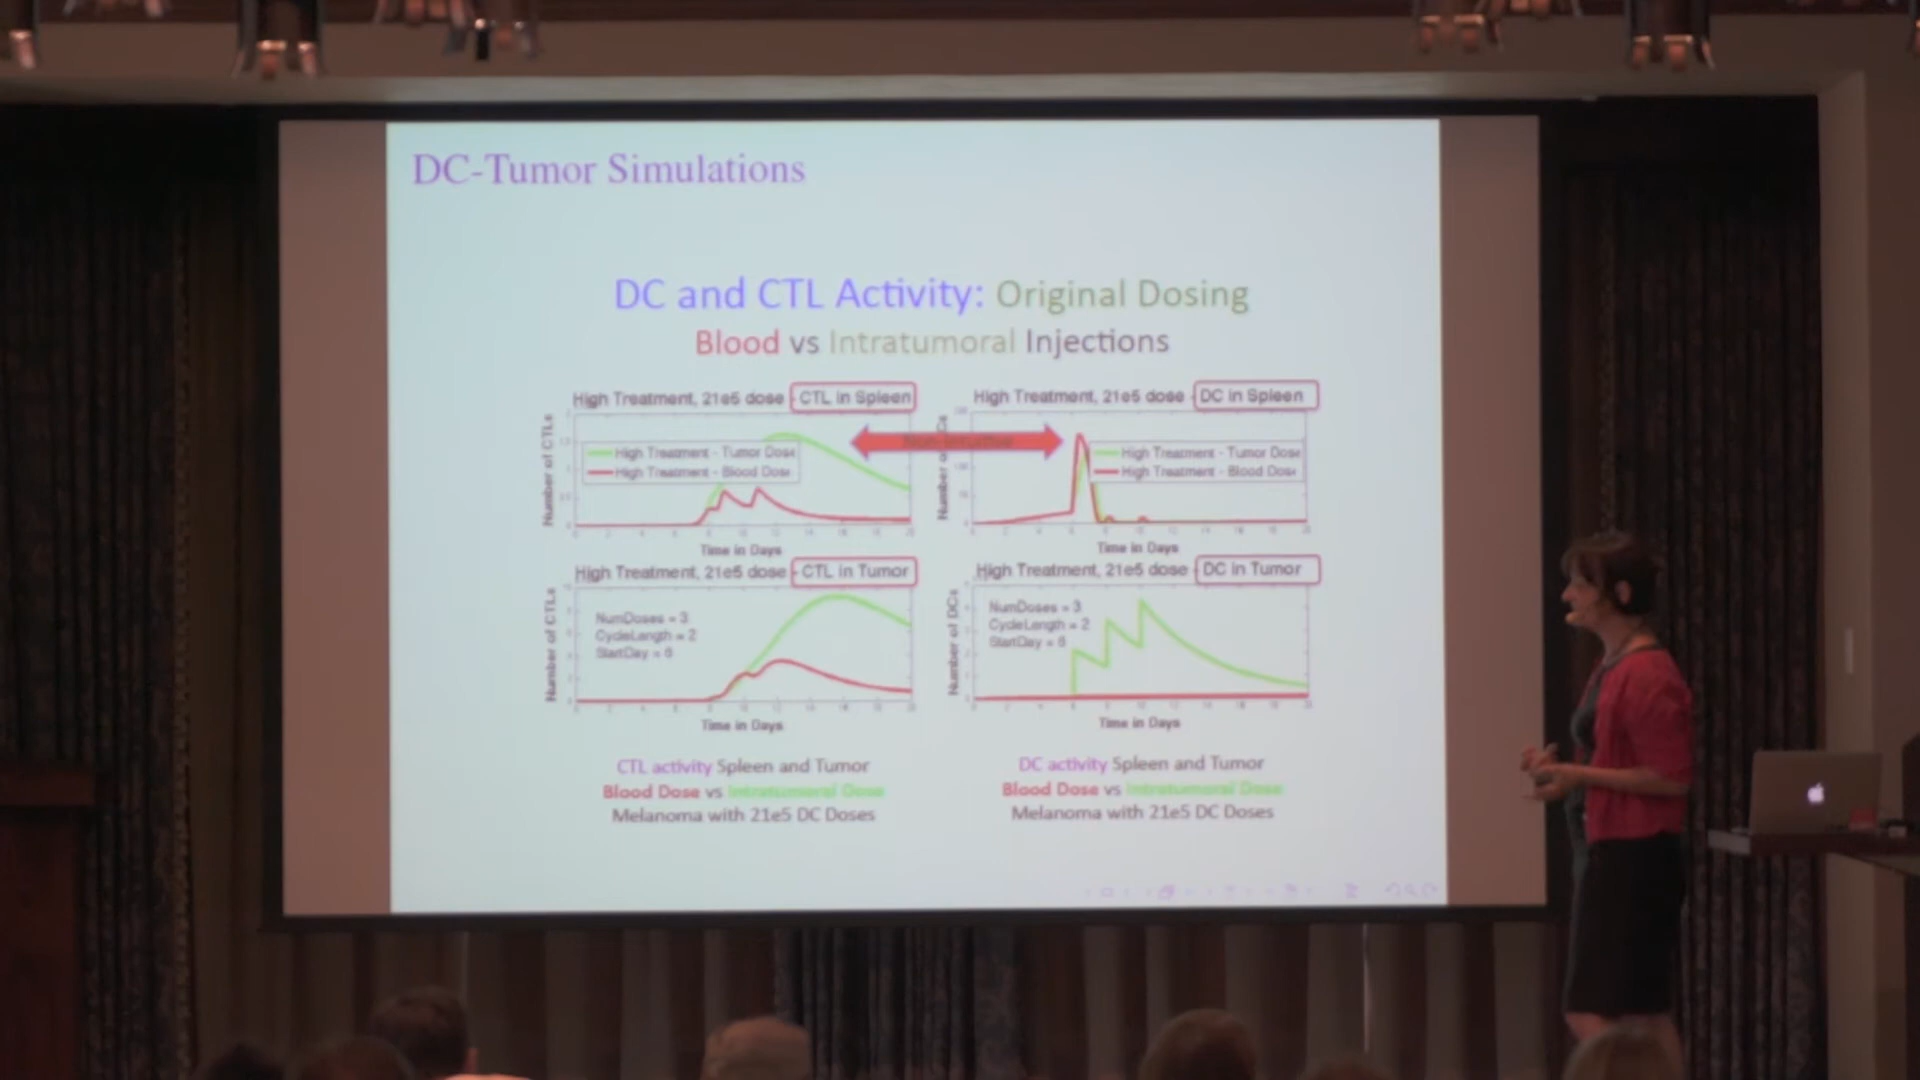 DC-Tumor Simulations
DC and CTL Activity: Original Dosing
Blood vs Intratumoral Injections
High Treatment, 21e5 dose - CTL in Spleen
Number of CTLs
High Treatment - Tumor Dose
High Treatment - Blood Dose
Time in Days
High Treatment, 21e5 dose - DC in Spleen
Number
High Treatment - Tumor Dose
High Treatment - Blood Dose
Time in Days
Non-intuitive
High Treatment, 21e5 dose - CTL in Tumor
Number of CTLs
NumDoses = 3
CycleLength = 2
StartDay = 6
Time in Days
High Treatment, 21e5 dose - DC in Tumor
Number of DCs
NumDoses = 3
CycleLength = 2
StartDay = 6
Time in Days
CTL activity Spleen and Tumor
Blood Dose vs Intratumoral Dose
Melanoma with 21e5 DC Doses
DC activity Spleen and Tumor
Blood Dose vs Intratumoral Dose
Melanoma with 21e5 DC Doses